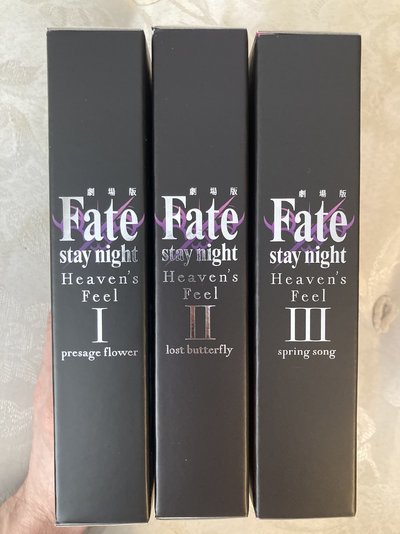 劇場版
Fate
stay night
Heaven's
Feel
I
presage flower
劇場版
Fate
stay night
Heaven's
Feel
II
lost butterfly
劇場版
Fate
stay night
Heaven's
Feel
III
spring song